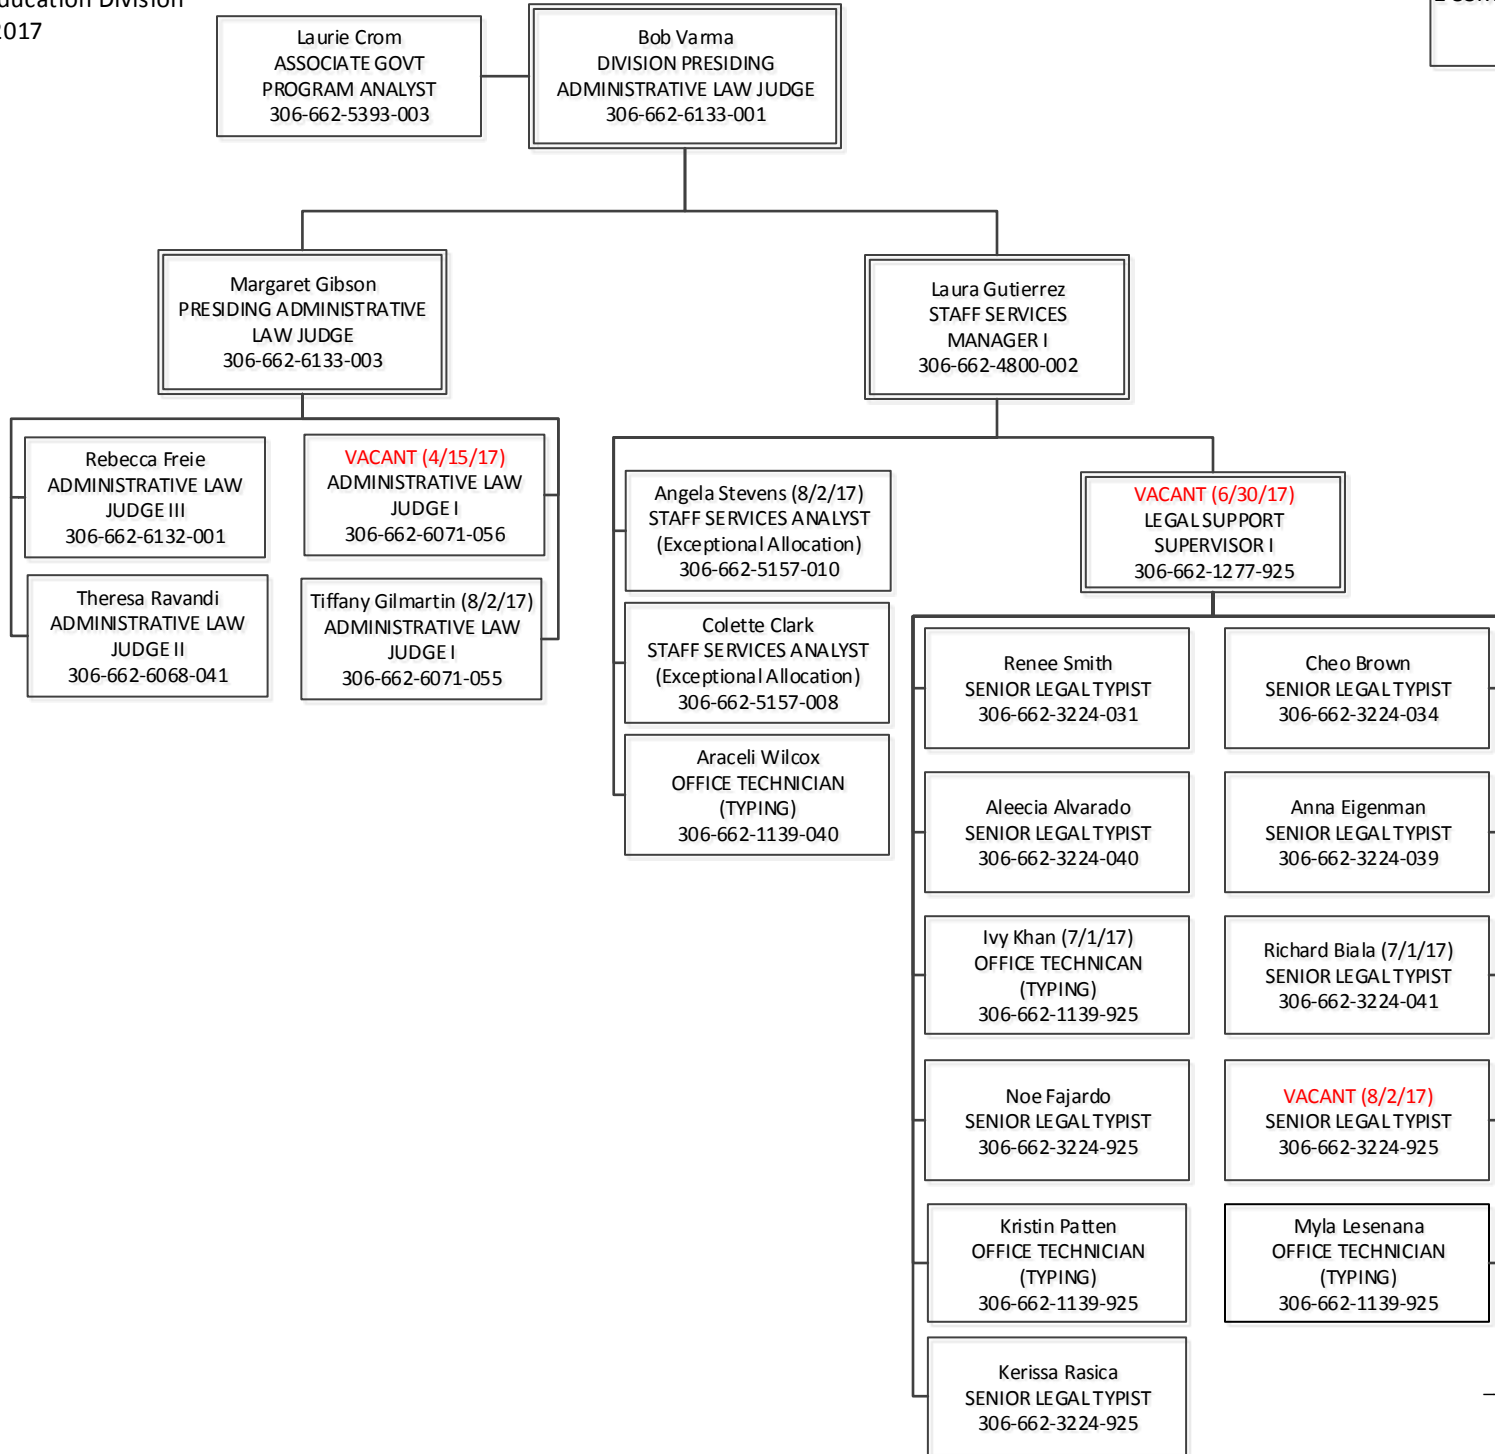 ducation Division
2017
Laurie Crom
ASSOCIATE GOVT
PROGRAM ANALYST
306-662-5393-003
Bob Varma
DIVISION PRESIDING
ADMINISTRATIVE LAW JUDGE
306-662-6133-001
Margaret Gibson
PRESIDING ADMINISTRATIVE
LAW JUDGE
306-662-6133-003
Laura Gutierrez
STAFF SERVICES
MANAGER I
306-662-4800-002
Rebecca Freie
ADMINISTRATIVE LAW
JUDGE III
306-662-6132-001
VACANT (4/15/17)
ADMINISTRATIVE LAW
JUDGE I
306-662-6071-056
Theresa Ravandi
ADMINISTRATIVE LAW
JUDGE II
306-662-6068-041
Tiffany Gilmartin (8/2/17)
ADMINISTRATIVE LAW
JUDGE I
306-662-6071-055
Angela Stevens (8/2/17)
STAFF SERVICES ANALYST
(Exceptional Allocation)
306-662-5157-010
Colette Clark
STAFF SERVICES ANALYST
(Exceptional Allocation)
306-662-5157-008
Araceli Wilcox
OFFICE TECHNICIAN
(TYPING)
306-662-1139-040
VACANT (6/30/17)
LEGAL SUPPORT
SUPERVISOR I
306-662-1277-925
Renee Smith
SENIOR LEGAL TYPIST
306-662-3224-031
Cheo Brown
SENIOR LEGAL TYPIST
306-662-3224-034
Aleecia Alvarado
SENIOR LEGAL TYPIST
306-662-3224-040
Anna Eigenman
SENIOR LEGAL TYPIST
306-662-3224-039
Ivy Khan (7/1/17)
OFFICE TECHNICAN
(TYPING)
306-662-1139-925
Richard Biala (7/1/17)
SENIOR LEGAL TYPIST
306-662-3224-041
Noe Fajardo
SENIOR LEGAL TYPIST
306-662-3224-925
VACANT (8/2/17)
SENIOR LEGAL TYPIST
306-662-3224-925
Kristin Patten
OFFICE TECHNICIAN
(TYPING)
306-662-1139-925
Myla Lesenana
OFFICE TECHNICIAN
(TYPING)
306-662-1139-925
Kerissa Rasica
SENIOR LEGAL TYPIST
306-662-3224-925